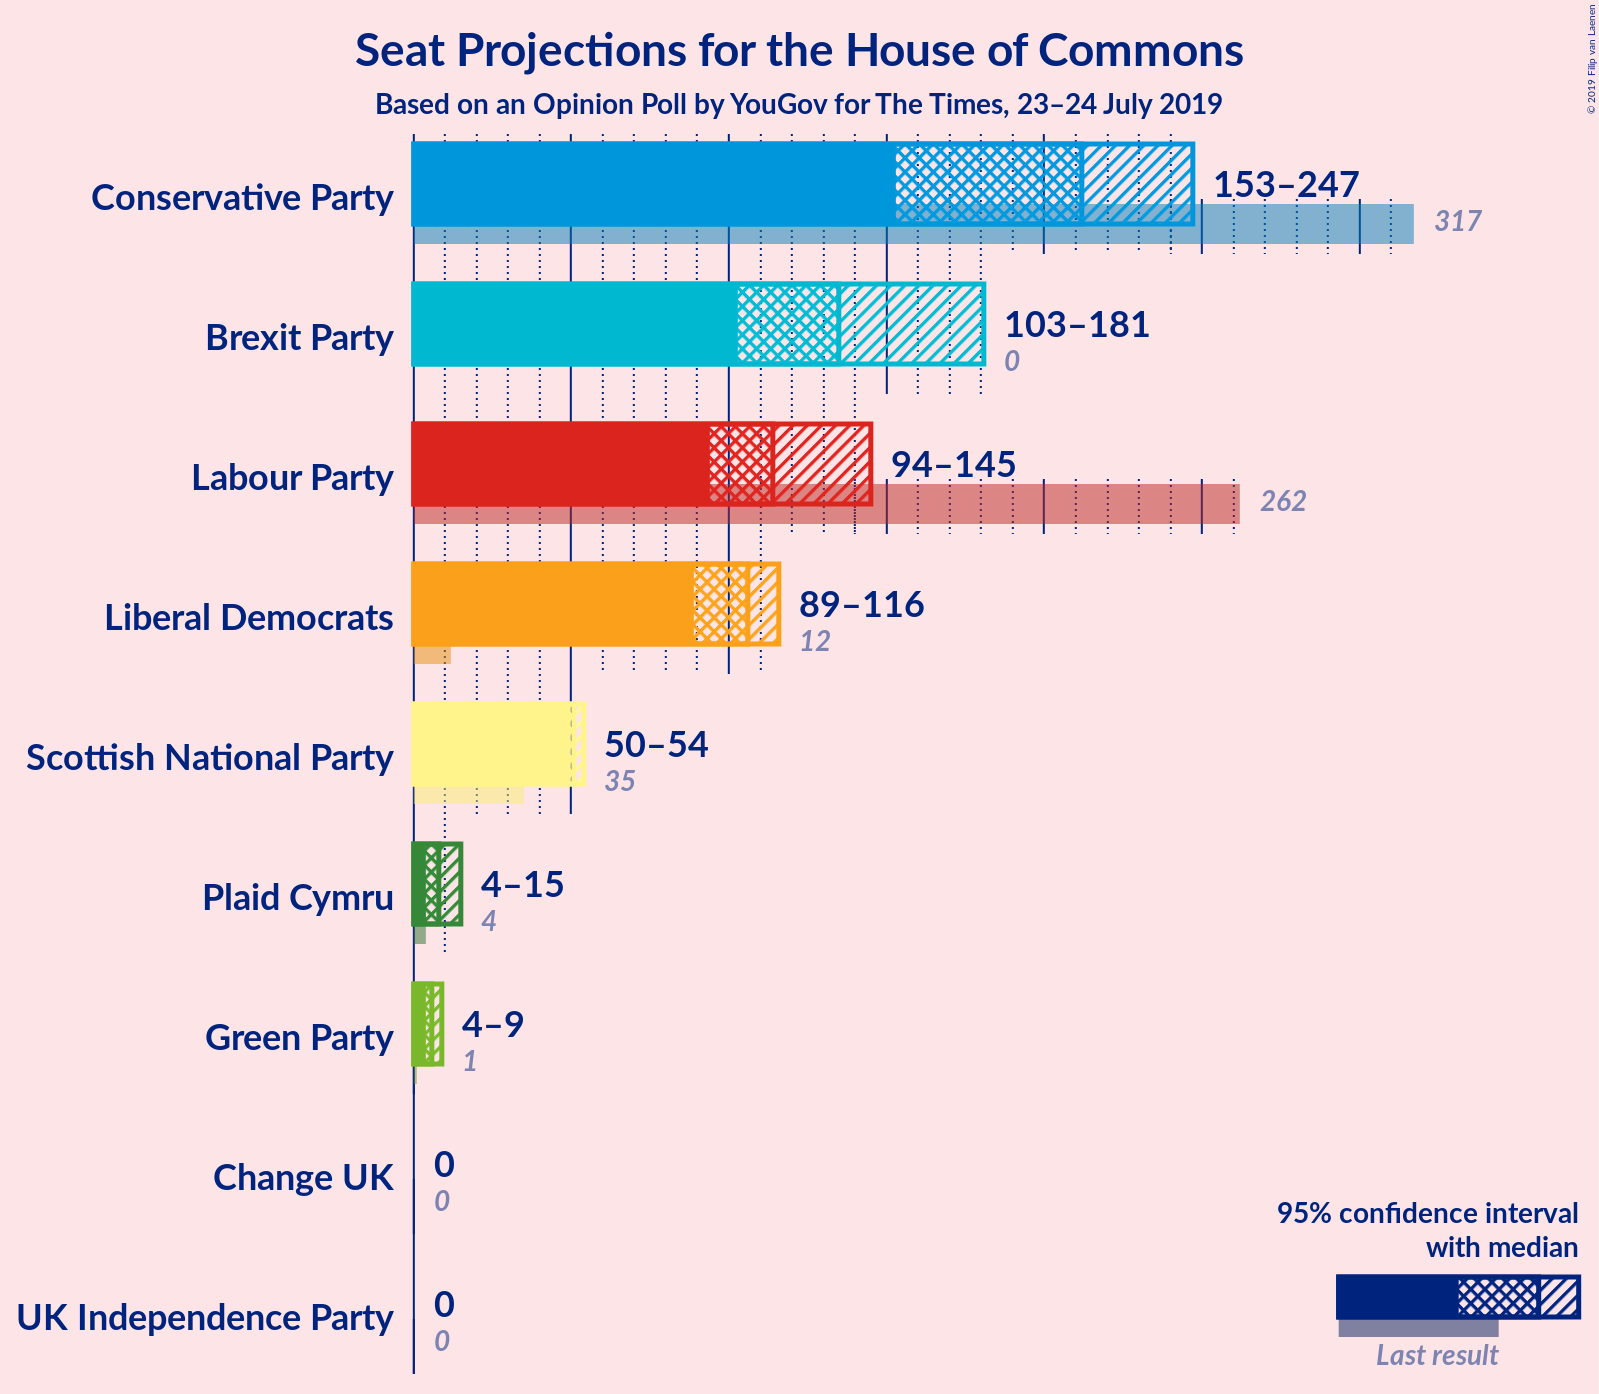 Seat Projections for the House of Commons
Based on an Opinion Poll by YouGov for The Times, 23–24 July 2019
© 2019 Filip van Laenen
Conservative Party
153–247
317
Brexit Party
103–181
0
Labour Party
94–145
262
Liberal Democrats
89–116
12
Scottish National Party
50–54
35
Plaid Cymru
4–15
4
Green Party
4–9
1
Change UK
0
0
UK Independence Party
0
0
95% confidence interval
with median
Last result